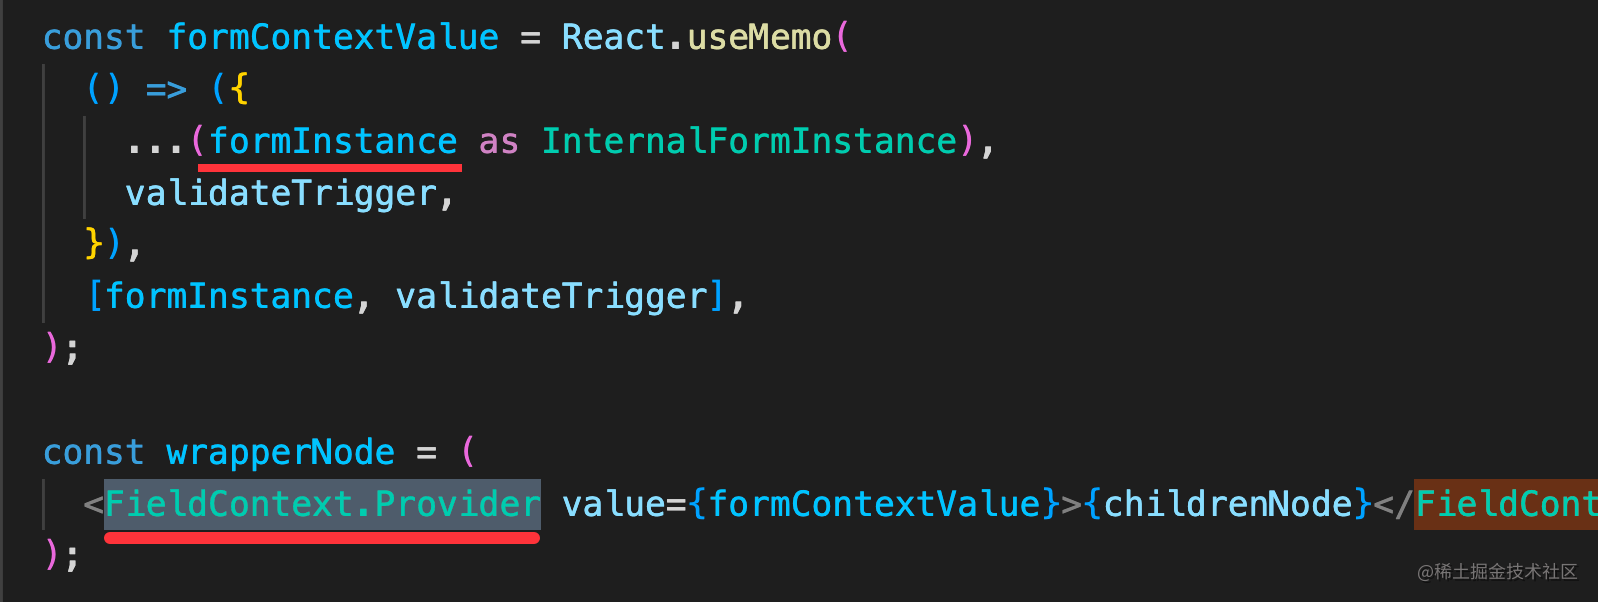 const formContextValue = React.useMemo(
() => ({
...(formInstance as InternalFormInstance),
validateTrigger,
}),
[formInstance, validateTrigger],
);
const wrapperNode = (
<FieldContext.Provider value={formContextValue}>{childrenNode}</FieldCont
);
@稀土掘金技术社区